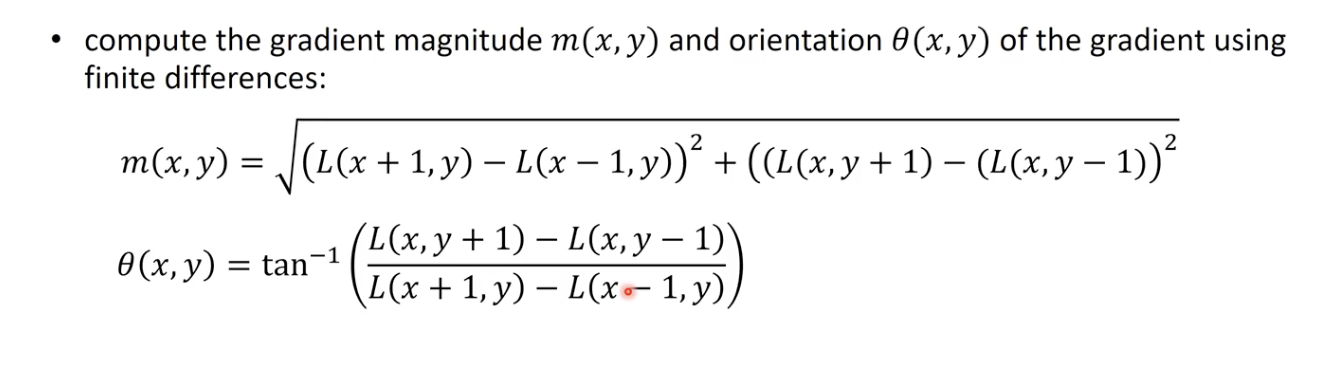 • compute the gradient magnitude m(x, y) and orientation θ(x, y) of the gradient using
finite differences:
m(x, y) = √((L(x + 1, y) − L(x − 1, y))² + ((L(x, y + 1) − (L(x, y − 1))²
θ(x, y) = tan⁻¹((L(x, y + 1) − L(x, y − 1))/(L(x + 1, y) − L(x − 1, y)))